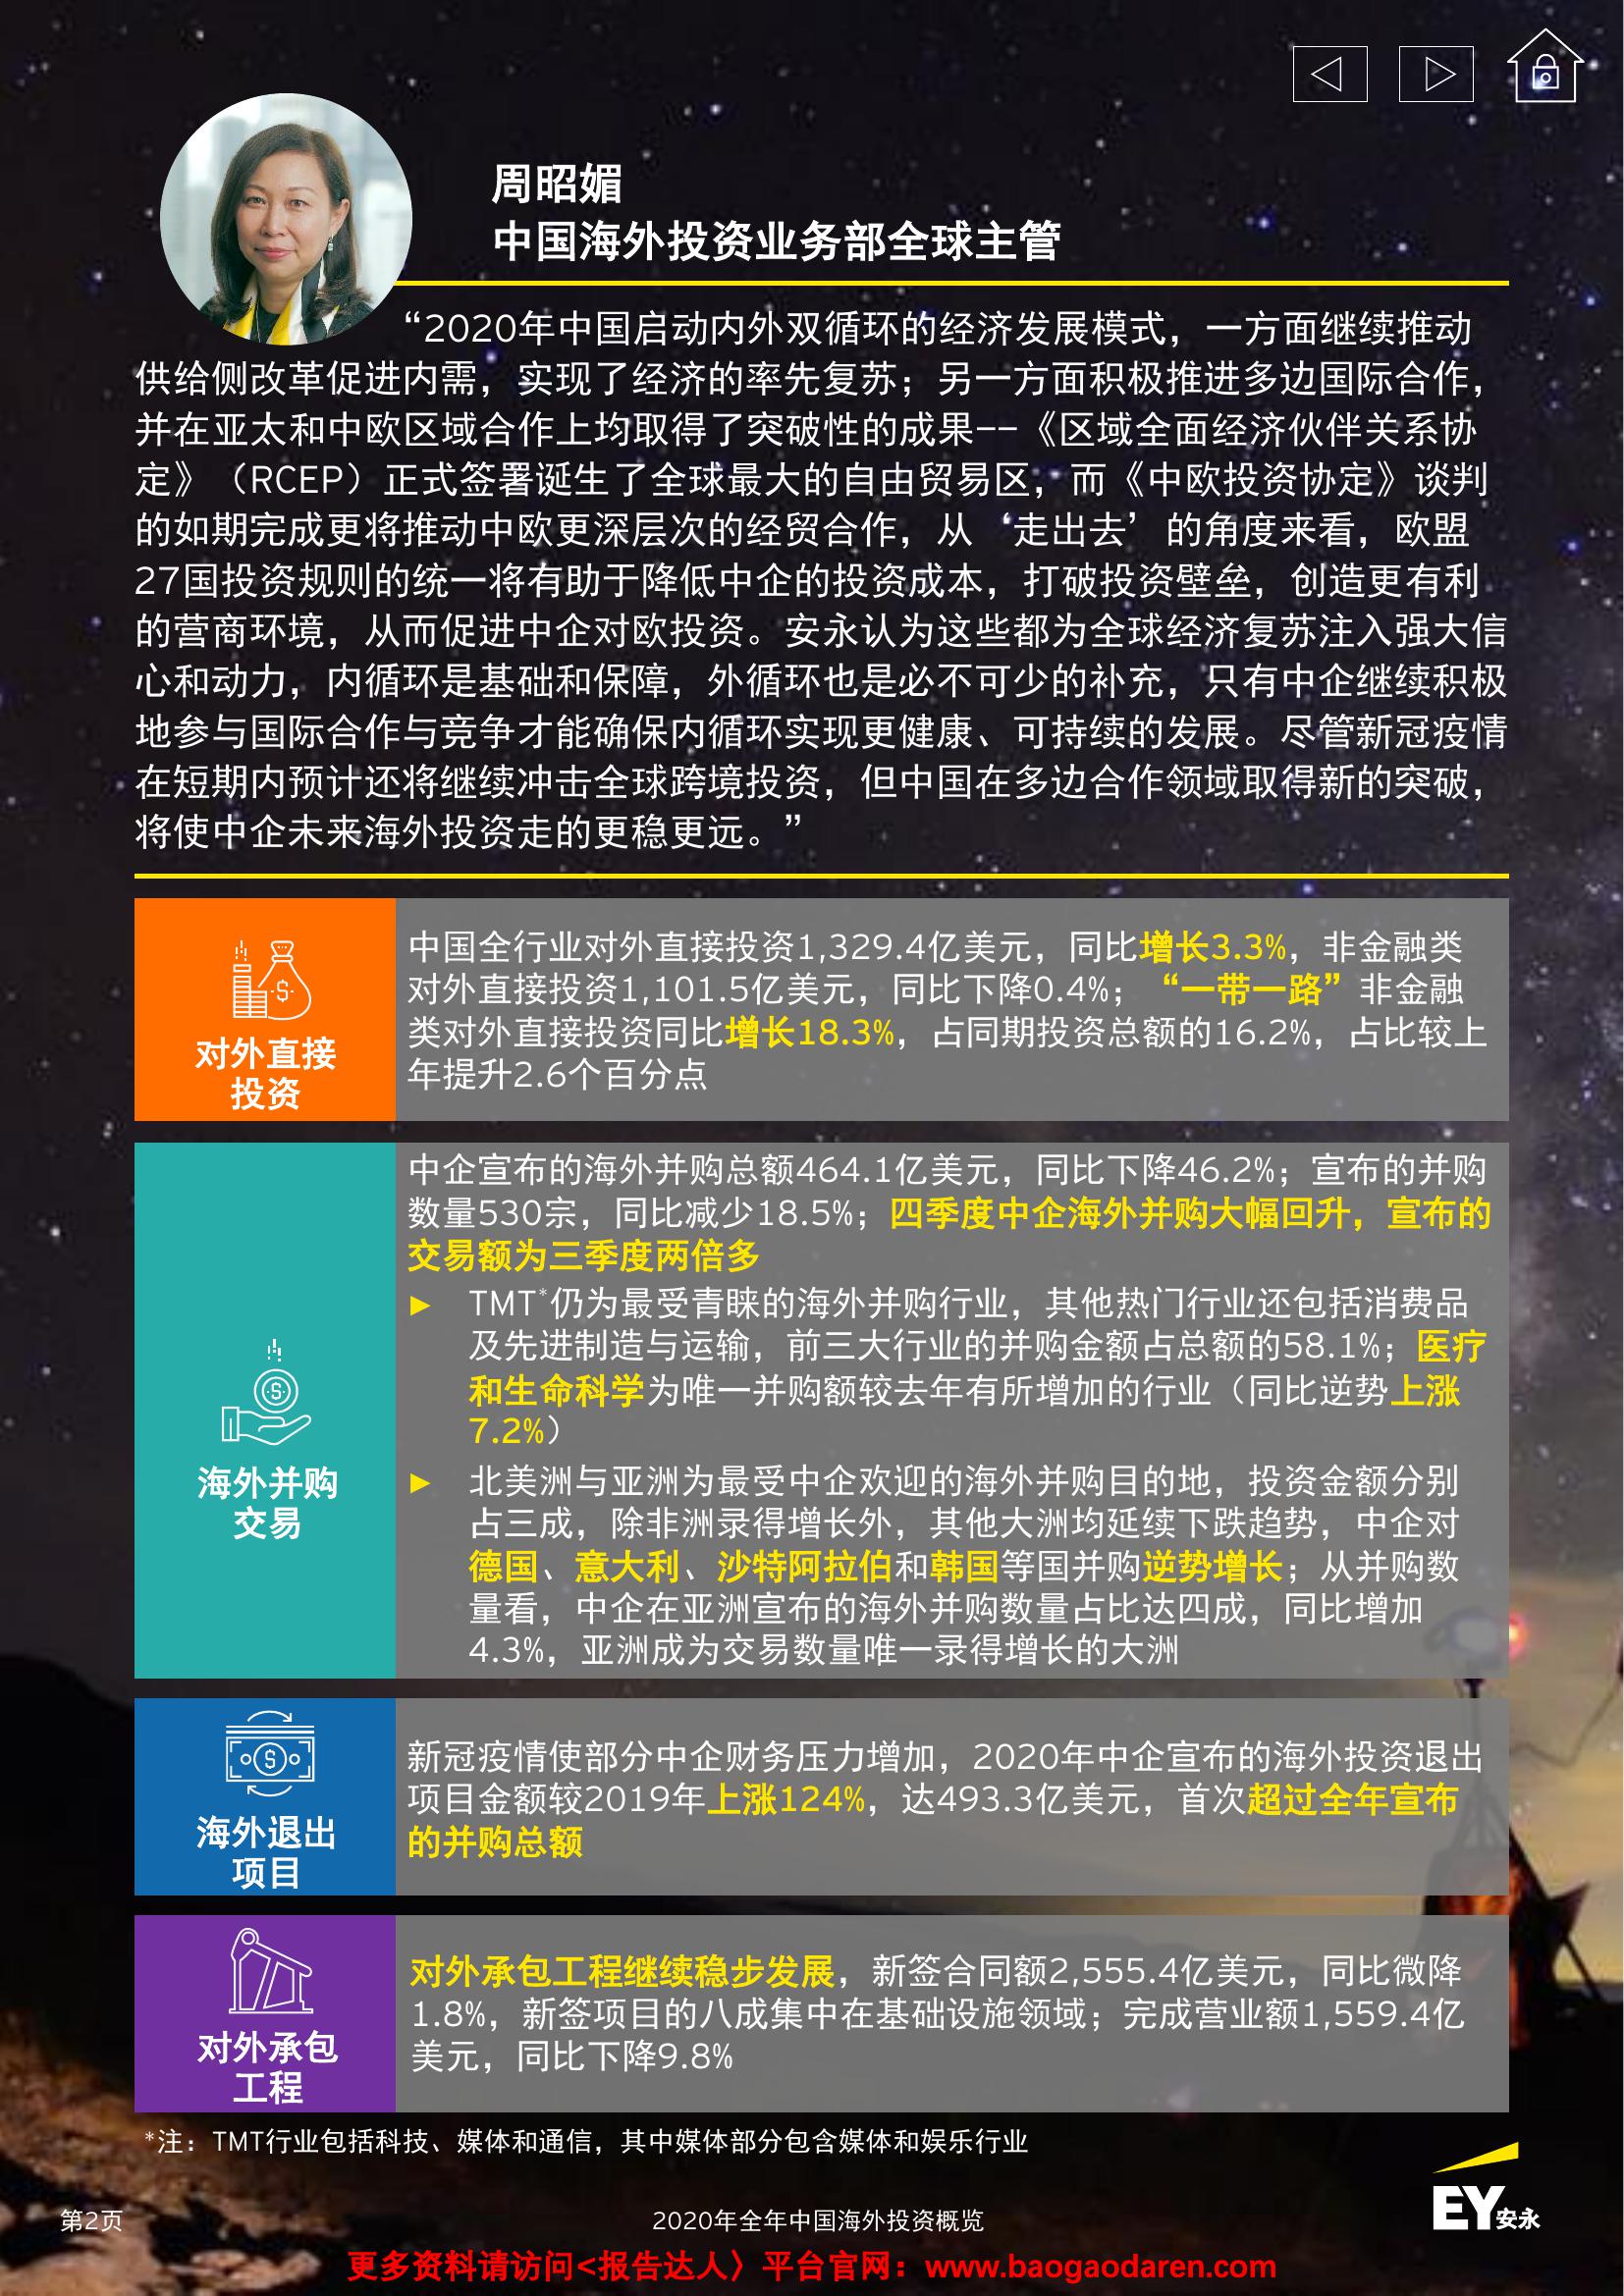 周昭媚
中国海外投资业务部全球主管
“2020年中国启动内外双循环的经济发展模式，一方面继续推动
供给侧改革促进内需，实现了经济的率先复苏；另一方面积极推进多边国际合作，
并在亚太和中欧区域合作上均取得了突破性的成果--《区域全面经济伙伴关系协
定》（RCEP）正式签署诞生了全球最大的自由贸易区，而《中欧投资协定》谈判
的如期完成更将推动中欧更深层次的经贸合作，从‘走出去’的角度来看，欧盟
27国投资规则的统一将有助于降低中企的投资成本，打破投资壁垒，创造更有利
的营商环境，从而促进中企对欧投资。安永认为这些都为全球经济复苏注入强大信
心和动力，内循环是基础和保障，外循环也是必不可少的补充，只有中企继续积极
地参与国际合作与竞争才能确保内循环实现更健康、可持续的发展。尽管新冠疫情
在短期内预计还将继续冲击全球跨境投资，但中国在多边合作领域取得新的突破，
将使中企未来海外投资走的更稳更远。”
对外直接
投资
中国全行业对外直接投资1,329.4亿美元，同比增长3.3%，非金融类
对外直接投资1,101.5亿美元，同比下降0.4%；“一带一路”非金融
类对外直接投资同比增长18.3%，占同期投资总额的16.2%，占比较上
年提升2.6个百分点
海外并购
交易
中企宣布的海外并购总额464.1亿美元，同比下降46.2%；宣布的并购
数量530宗，同比减少18.5%；四季度中企海外并购大幅回升，宣布的
交易额为三季度两倍多
► TMT*仍为最受青睐的海外并购行业，其他热门行业还包括消费品
及先进制造与运输，前三大行业的并购金额占总额的58.1%；医疗
和生命科学为唯一并购额较去年有所增加的行业（同比逆势上涨
7.2%）
► 北美洲与亚洲为最受中企欢迎的海外并购目的地，投资金额分别
占三成，除非洲录得增长外，其他大洲均延续下跌趋势，中企对
德国、意大利、沙特阿拉伯和韩国等国并购逆势增长；从并购数
量看，中企在亚洲宣布的海外并购数量占比达四成，同比增加
4.3%，亚洲成为交易数量唯一录得增长的大洲
海外退出
项目
新冠疫情使部分中企财务压力增加，2020年中企宣布的海外投资退出
项目金额较2019年上涨124%，达493.3亿美元，首次超过全年宣布
的并购总额
对外承包
工程
对外承包工程继续稳步发展，新签合同额2,555.4亿美元，同比微降
1.8%，新签项目的八成集中在基础设施领域；完成营业额1,559.4亿
美元，同比下降9.8%
*注：TMT行业包括科技、媒体和通信，其中媒体部分包含媒体和娱乐行业
EY安永
第2页
2020年全年中国海外投资概览
更多资料请访问<报告达人〉平台官网：www.baogaodaren.com